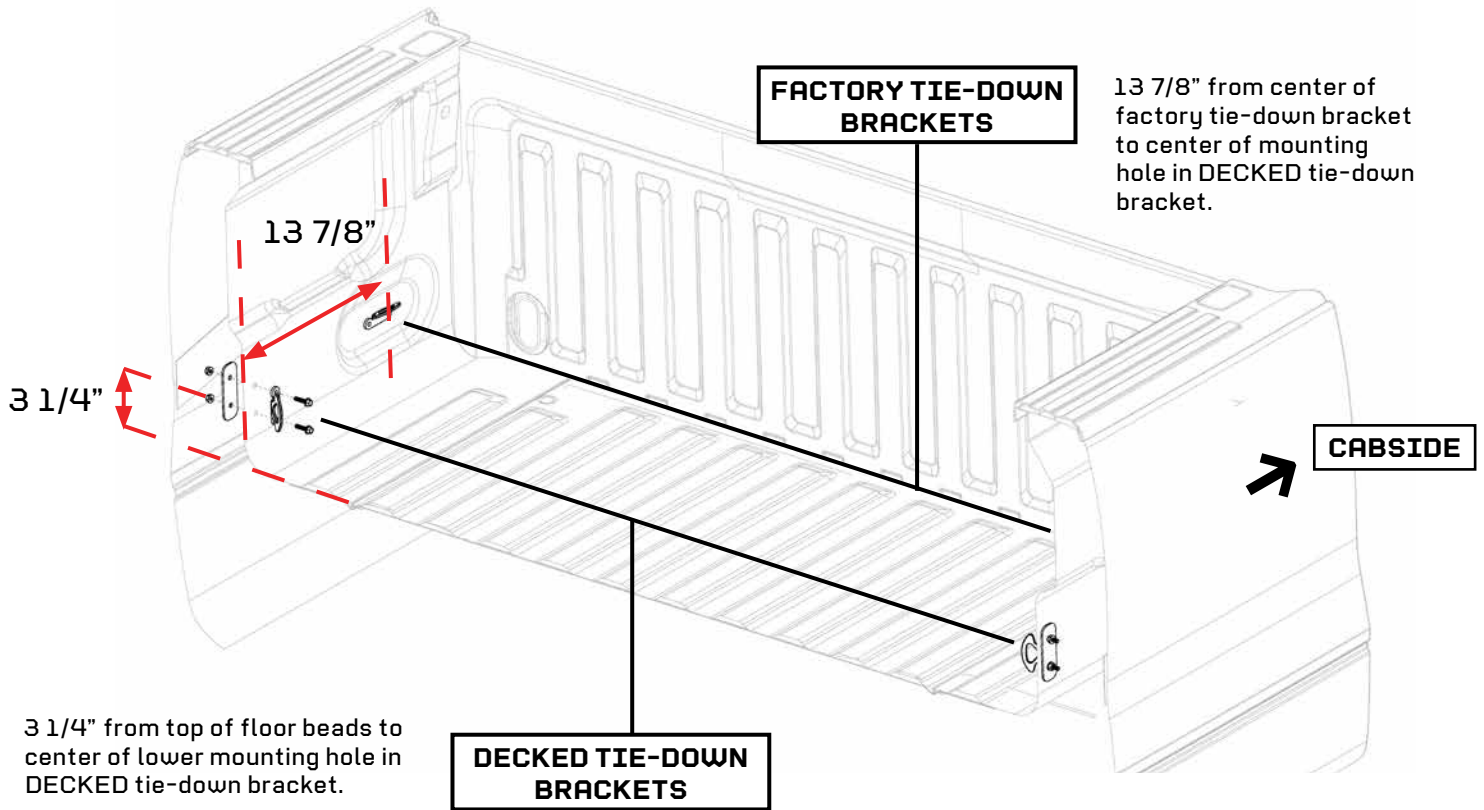 FACTORY TIE-DOWN
BRACKETS
13 7/8” from center of
factory tie-down bracket
to center of mounting
hole in DECKED tie-down
bracket.
13 7/8”
3 1/4”
CABSIDE
3 1/4” from top of floor beads to
center of lower mounting hole in
DECKED tie-down bracket.
DECKED TIE-DOWN
BRACKETS